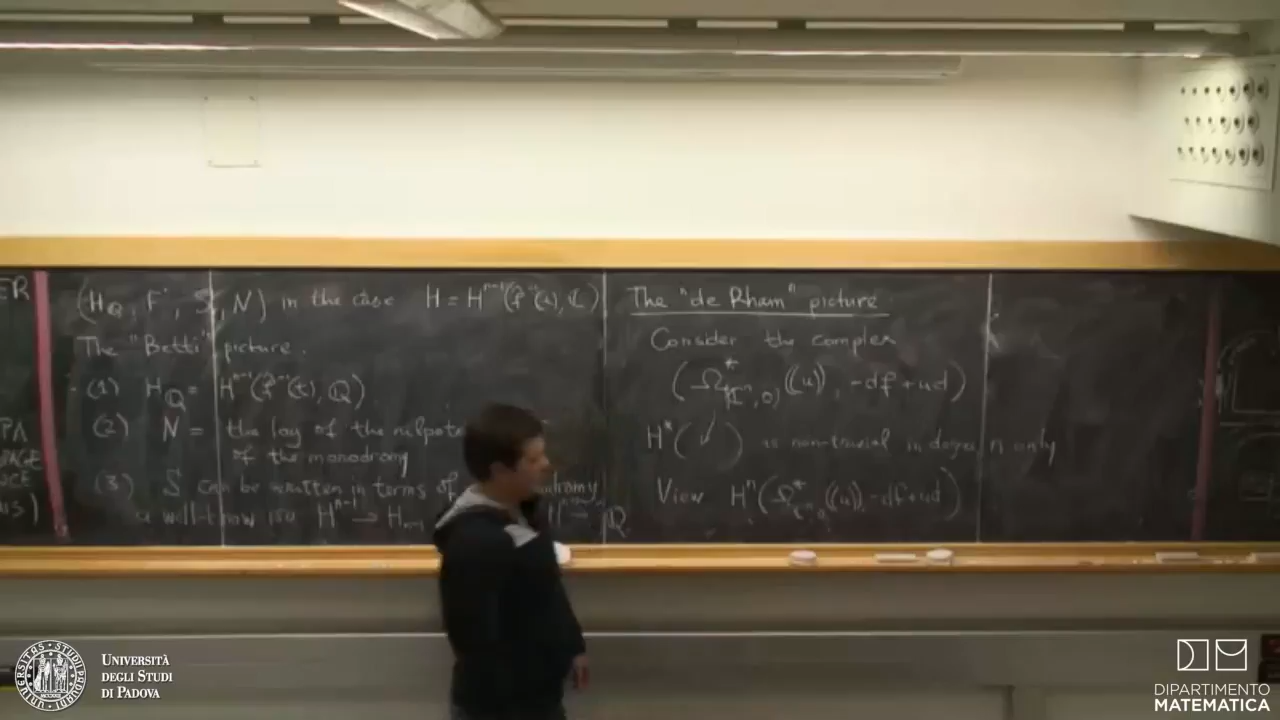 ER
PA
(H_Q, F^•, S, N) in the case H = H^{n-1}(f^{-1}(t), ℂ)
The "Betti" picture.
(1) H_Q = H^{n-1}(f^{-1}(t), Q)
(2) N = the log of the
of the monodromy
(3) S can be written in terms of
a well-know iso H^{n-1} → H_{n-1}
The "de Rham" picture
Consider the complex
(Ω^*_{ℂ^n,0}((u)), -df+ud)
H^*( ) is non-trivial in degree n only
View H^n(Ω^*_{ℂ^n,0}((u)), -df+ud)
UNIVERSITÀ
DEGLI STUDI
DI PADOVA
DIPARTIMENTO
MATEMATICA